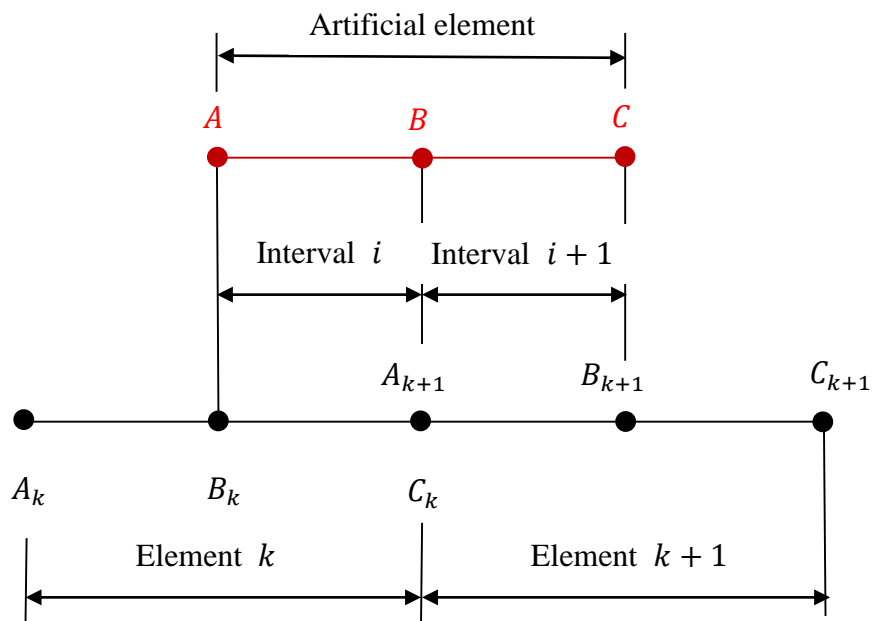 Artificial element
A B C
Interval i Interval i + 1
A_{k+1} B_{k+1} C_{k+1}
A_k B_k C_k
Element k Element k + 1